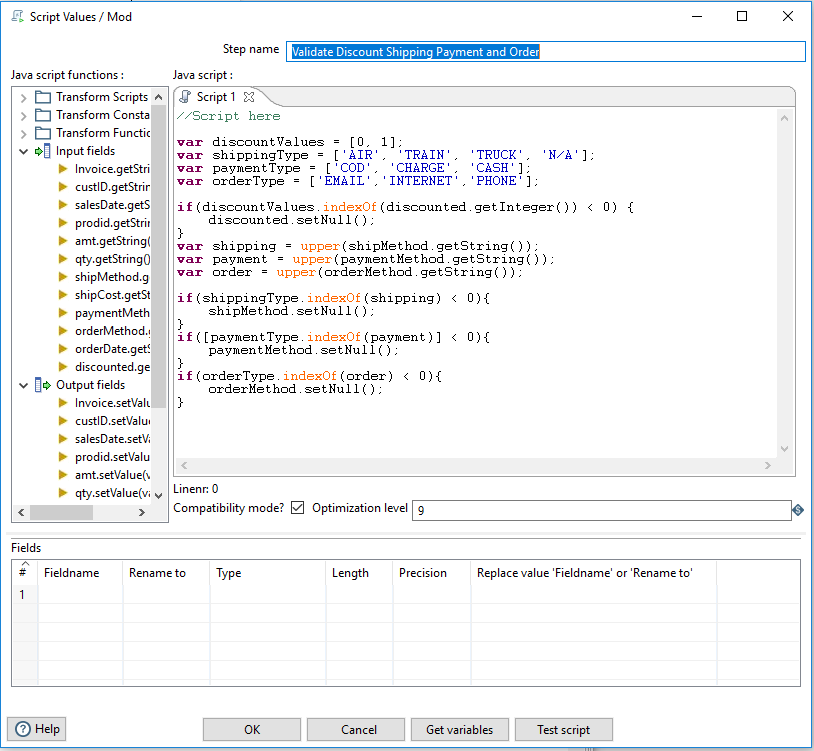 Script Values / Mod
Step name
Validate Discount Shipping Payment and Order
Java script functions :
Java script :
Transform Scripts
Transform Consta
Transform Functic
Input fields
Invoice.getStri
custID.getStrin
salesDate.getS
prodid.getStrir
amt.getString(
qty.getString()
shipMethod.g
shipCost.getSt
paymentMeth
orderMethod.
orderDate.getS
discounted.ge
Output fields
Invoice.setValu
custID.setValue
salesDate.setVa
prodid.setValu
amt.setValue(v
qty.setValue(va
Script 1
//Script here
var discountValues = [0, 1];
var shippingType = ['AIR', 'TRAIN', 'TRUCK', 'N/A'];
var paymentType = ['COD', 'CHARGE', 'CASH'];
var orderType = ['EMAIL','INTERNET','PHONE'];
if(discountValues.indexOf(discounted.getInteger()) < 0) {
discounted.setNull();
}
var shipping = upper(shipMethod.getString());
var payment = upper(paymentMethod.getString());
var order = upper(orderMethod.getString());
if(shippingType.indexOf(shipping) < 0){
shipMethod.setNull();
}
if([paymentType.indexOf(payment)] < 0){
paymentMethod.setNull();
}
if(orderType.indexOf(order) < 0){
orderMethod.setNull();
}
Linenr: 0
Compatibility mode?
Optimization level
9
Fields
# Fieldname Rename to Type Length Precision Replace value 'Fieldname' or 'Rename to'
1
Help
OK
Cancel
Get variables
Test script